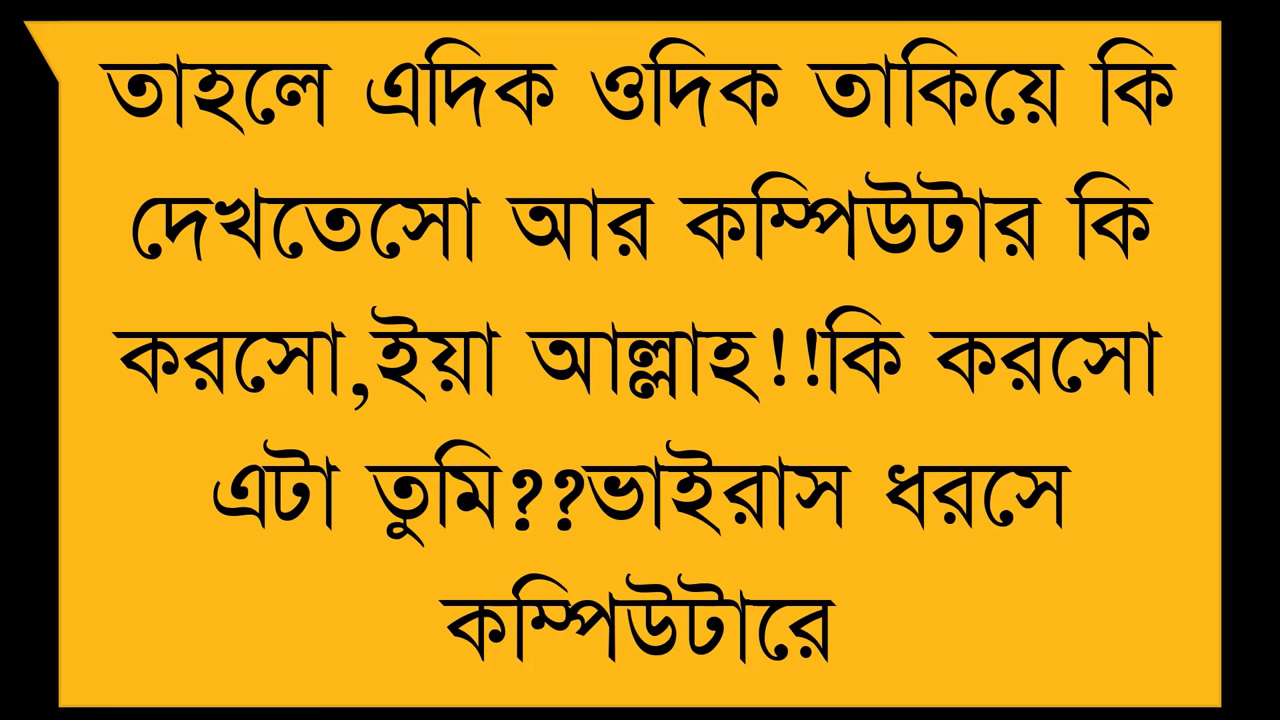 তাহলে এদিক ওদিক তাকিয়ে কি
দেখতেসো আর কম্পিউটার কি
করসো,ইয়া আল্লাহ!!কি করসো
এটা তুমি??ভাইরাস ধরসে
কম্পিউটারে